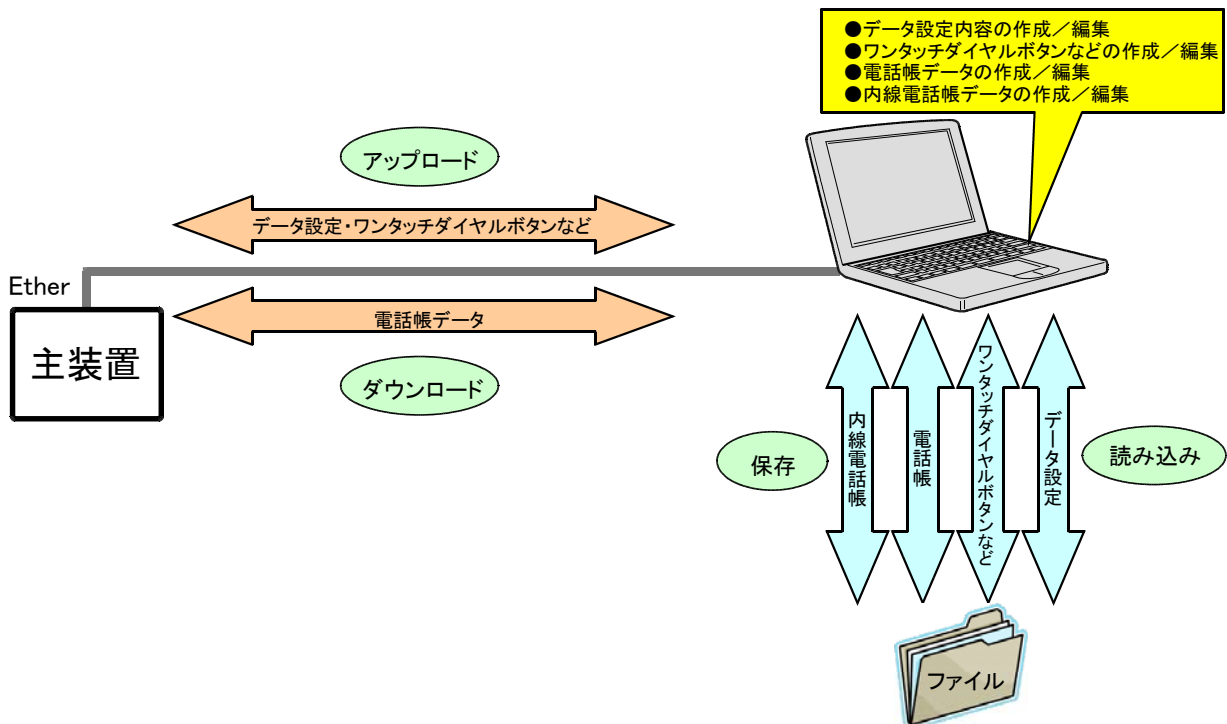 ●データ設定内容の作成／編集
●ワンタッチダイヤルボタンなどの作成／編集
●電話帳データの作成／編集
●内線電話帳データの作成／編集
アップロード
データ設定・ワンタッチダイヤルボタンなど
Ether
電話帳データ
主装置
ダウンロード
保存
内線電話帳
電話帳
ワンタッチダイヤルボタンなど
データ設定
読み込み
ファイル